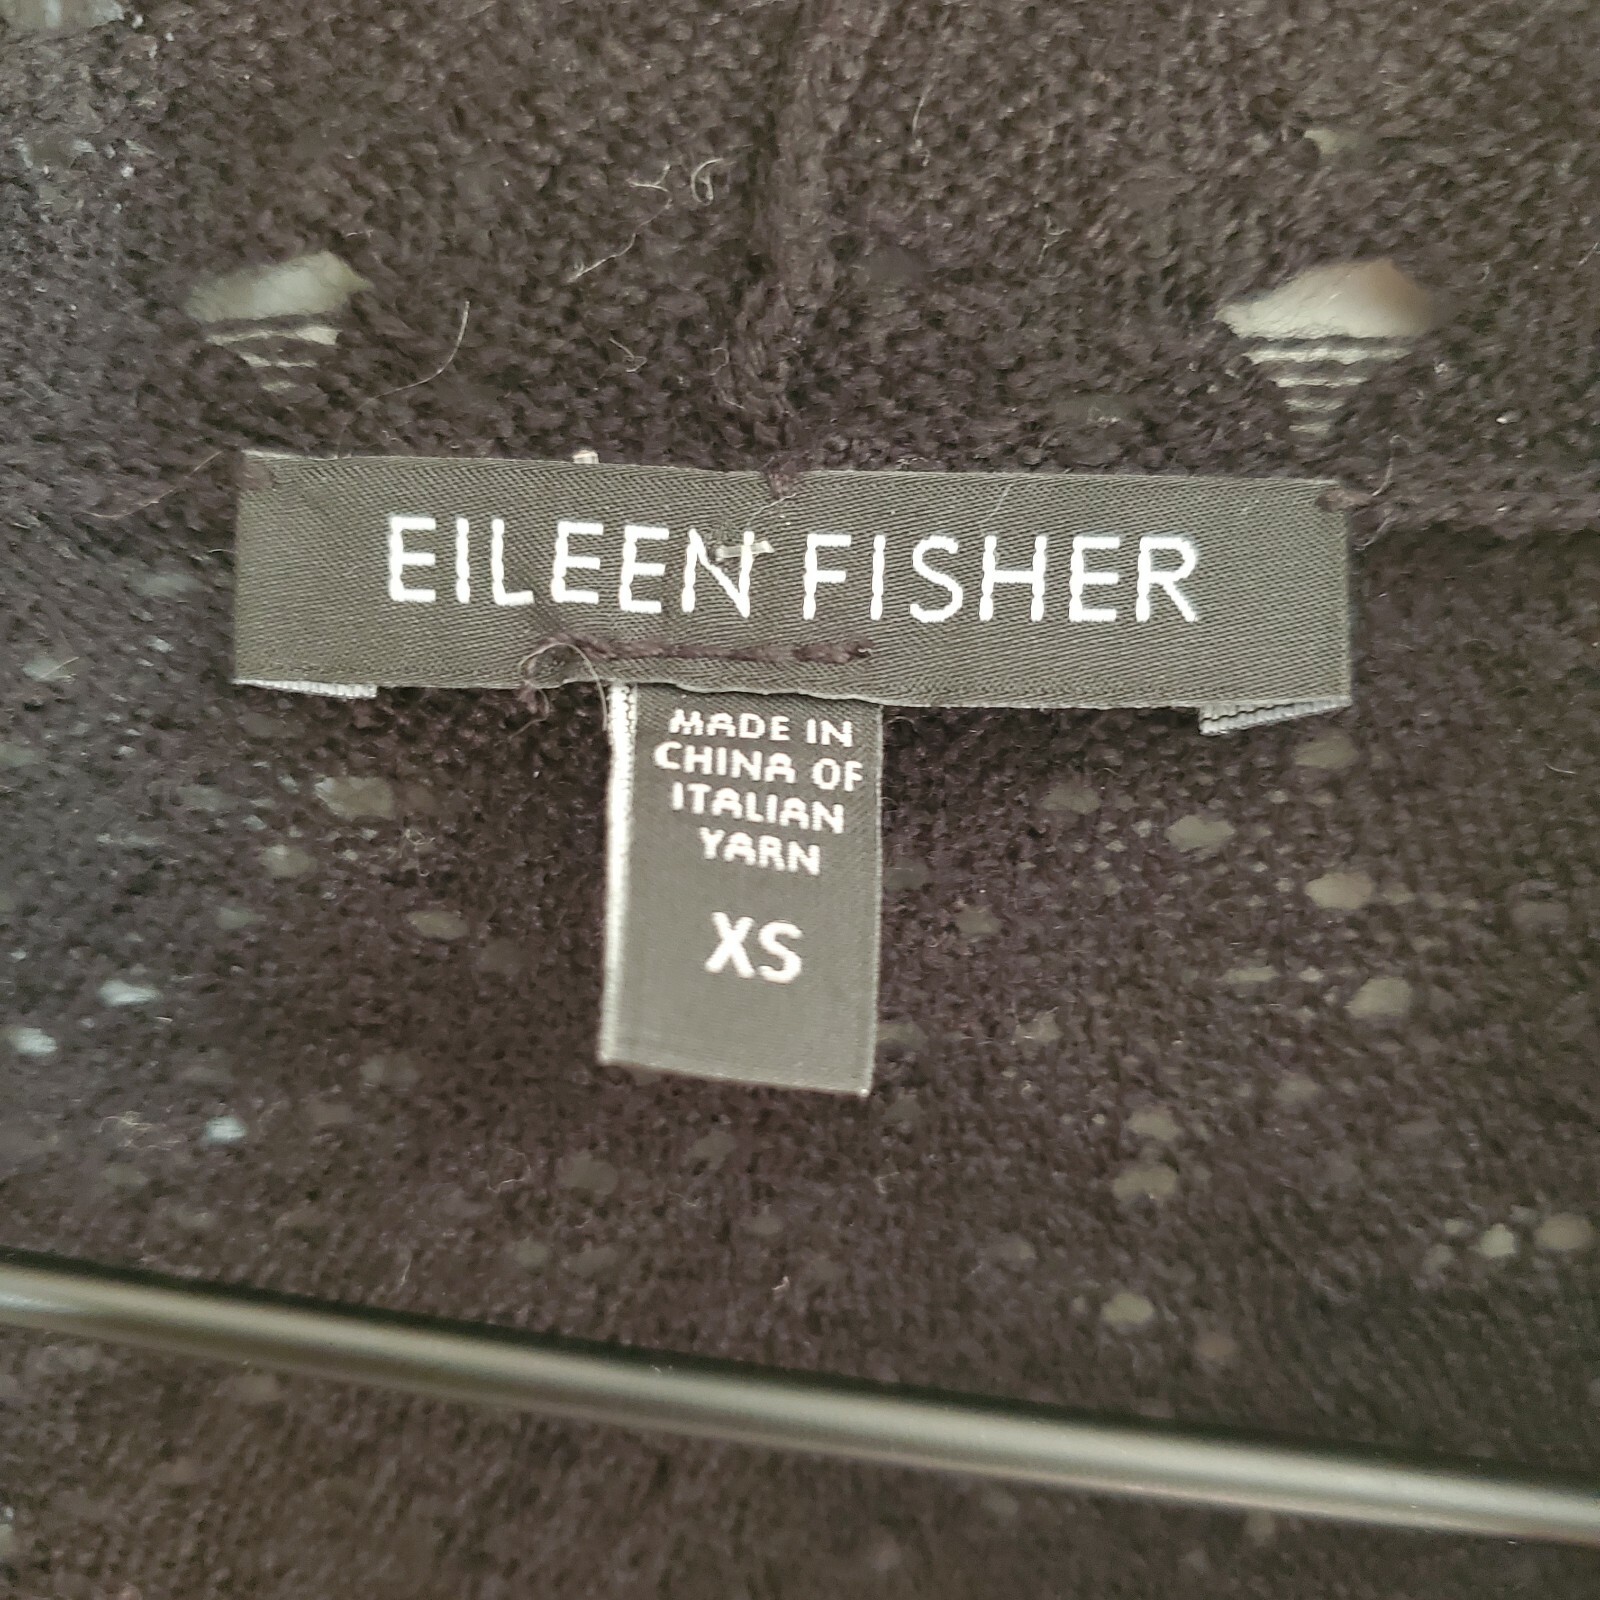 EILEEN FISHER
MADE IN
CHINA OF
ITALIAN
YARN
XS